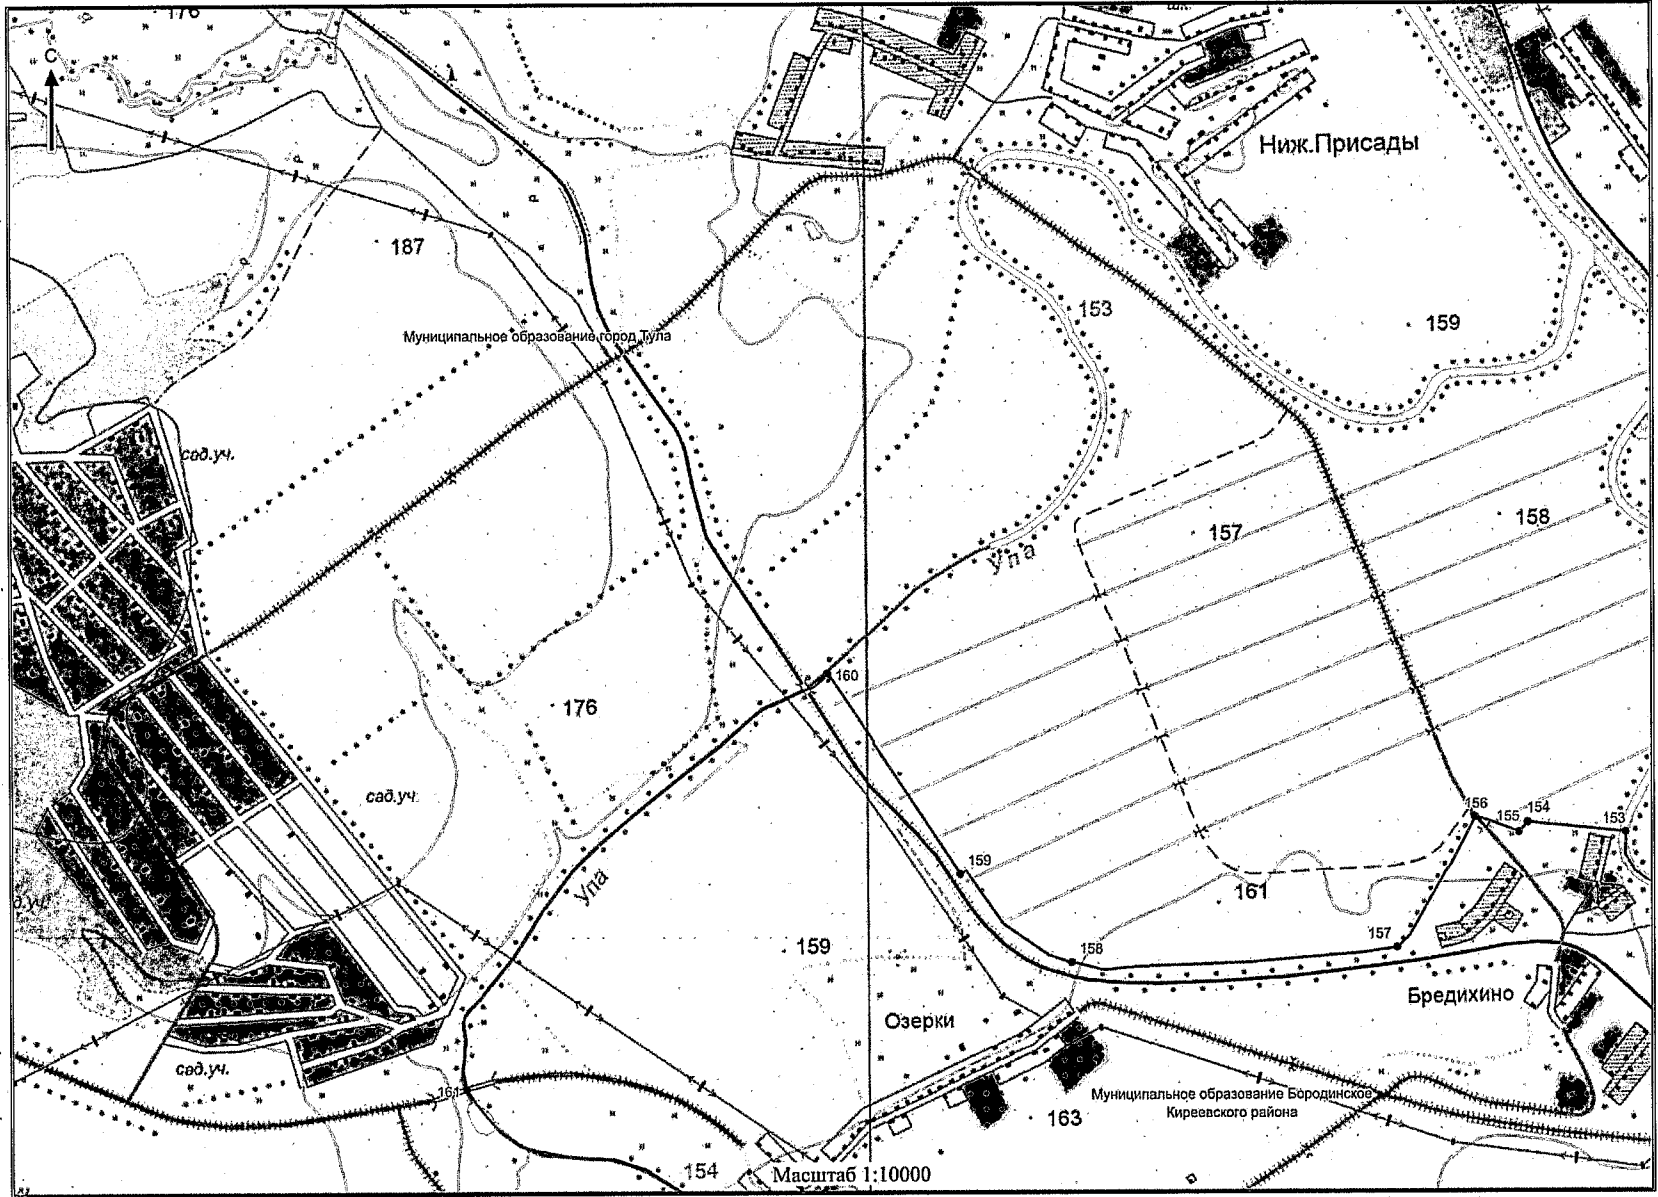 176
С
Ниж.Присады
187
153
159
Муниципальное образование город Тула
сад.уч.
157
158
Упа
160
176
сад.уч.
156
155
154
153
159
161
Упа
157
159
158
Бредихино
Озерки
сад.уч.
161
Муниципальное образование Бородинское
Киреевского района
163
154
Масштаб 1:10000